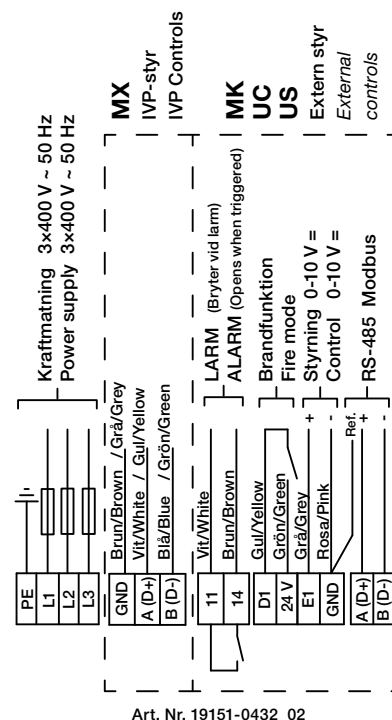 Kraftmatning 3×400 V ~ 50 Hz
Power supply 3×400 V ~ 50 Hz
PE
L1
L2
L3
MX
IVP-styr
IVP Controls
GND
Brun/Brown / Grå/Grey
A (D+)
Vit/White / Gul/Yellow
B (D-)
Blå/Blue / Grön/Green
MK
UC
US
Extern styr
External
controls
LARM (Bryter vid larm)
ALARM (Opens when triggered)
11
Vit/White
14
Brun/Brown
Brandfunktion
Fire mode
D1
Gul/Yellow
24 V
Grön/Green
Styrning 0-10 V =
Control 0-10 V =
E1
Grå/Grey
+
GND
Rosa/Pink
-
RS-485 Modbus
Ref.
A (D+)
+
B (D-)
-
Art. Nr. 19151-0432 02